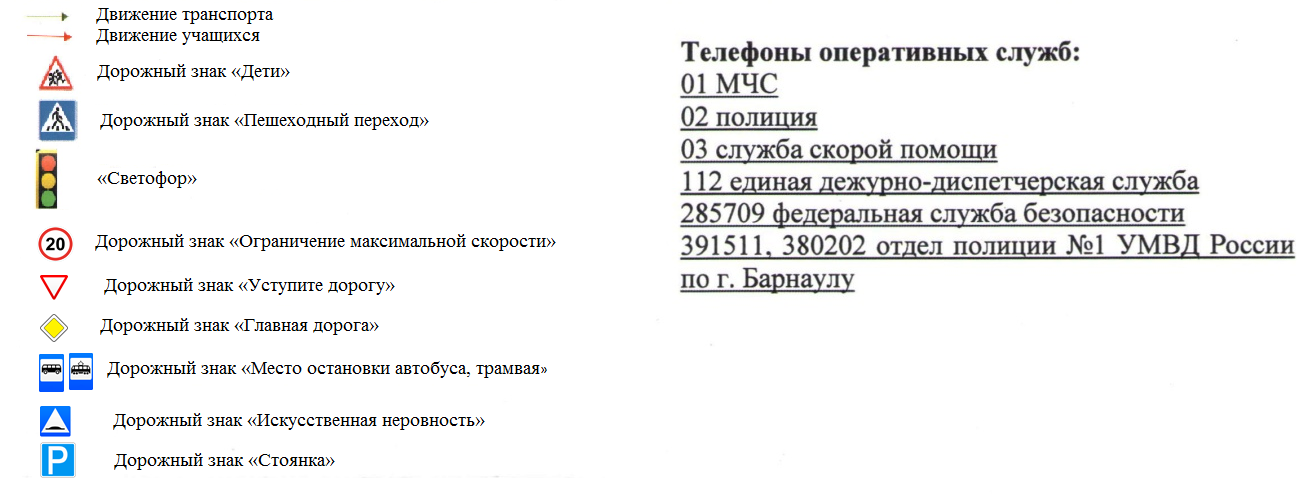 Движение транспорта
Движение учащихся
Дорожный знак «Дети»
Дорожный знак «Пешеходный переход»
«Светофор»
20
Дорожный знак «Ограничение максимальной скорости»
Дорожный знак «Уступите дорогу»
Дорожный знак «Главная дорога»
Дорожный знак «Место остановки автобуса, трамвая»
Дорожный знак «Искусственная неровность»
P
Дорожный знак «Стоянка»
Телефоны оперативных служб:
01 МЧС
02 полиция
03 служба скорой помощи
112 единая дежурно-диспетчерская служба
285709 федеральная служба безопасности
391511, 380202 отдел полиции №1 УМВД России
по г. Барнаулу